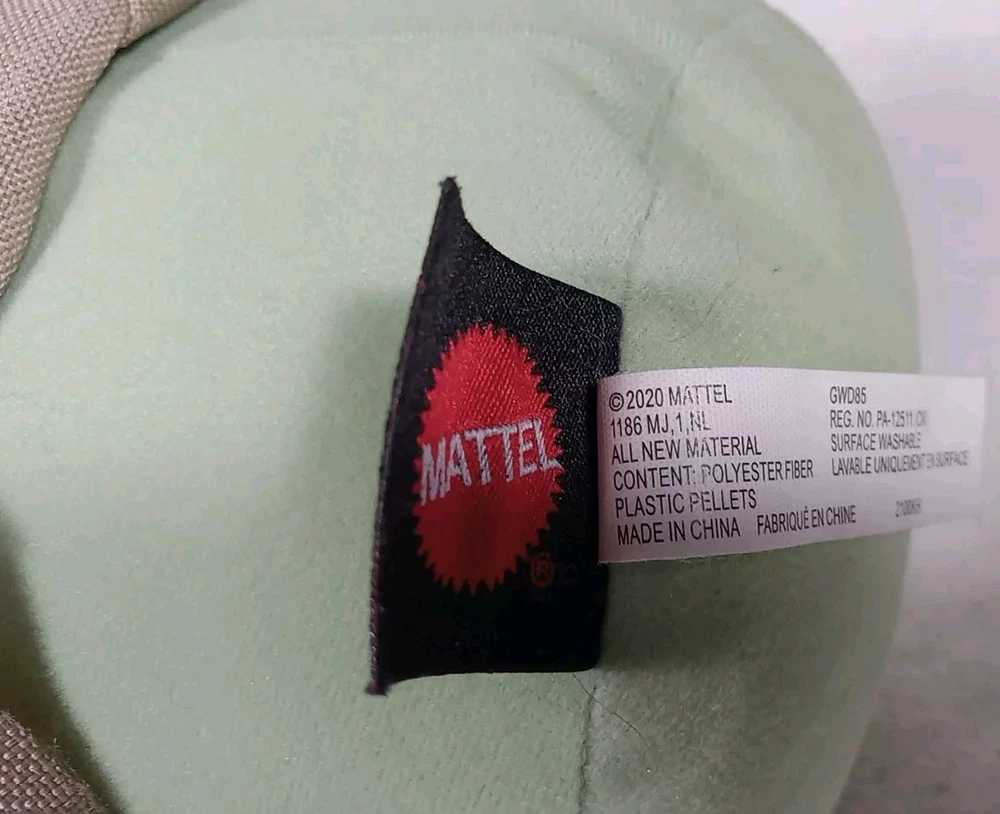 MATTEL
®
© 2020 MATTEL
1186 MJ,1,NL
ALL NEW MATERIAL
CONTENT: POLYESTER FIBER
PLASTIC PELLETS
MADE IN CHINA FABRIQUÉ EN CHINE
GWD85
REG. NO. PA-12511 (CN)
SURFACE WASHABLE
LAVABLE UNIQUEMENT EN SURFACE